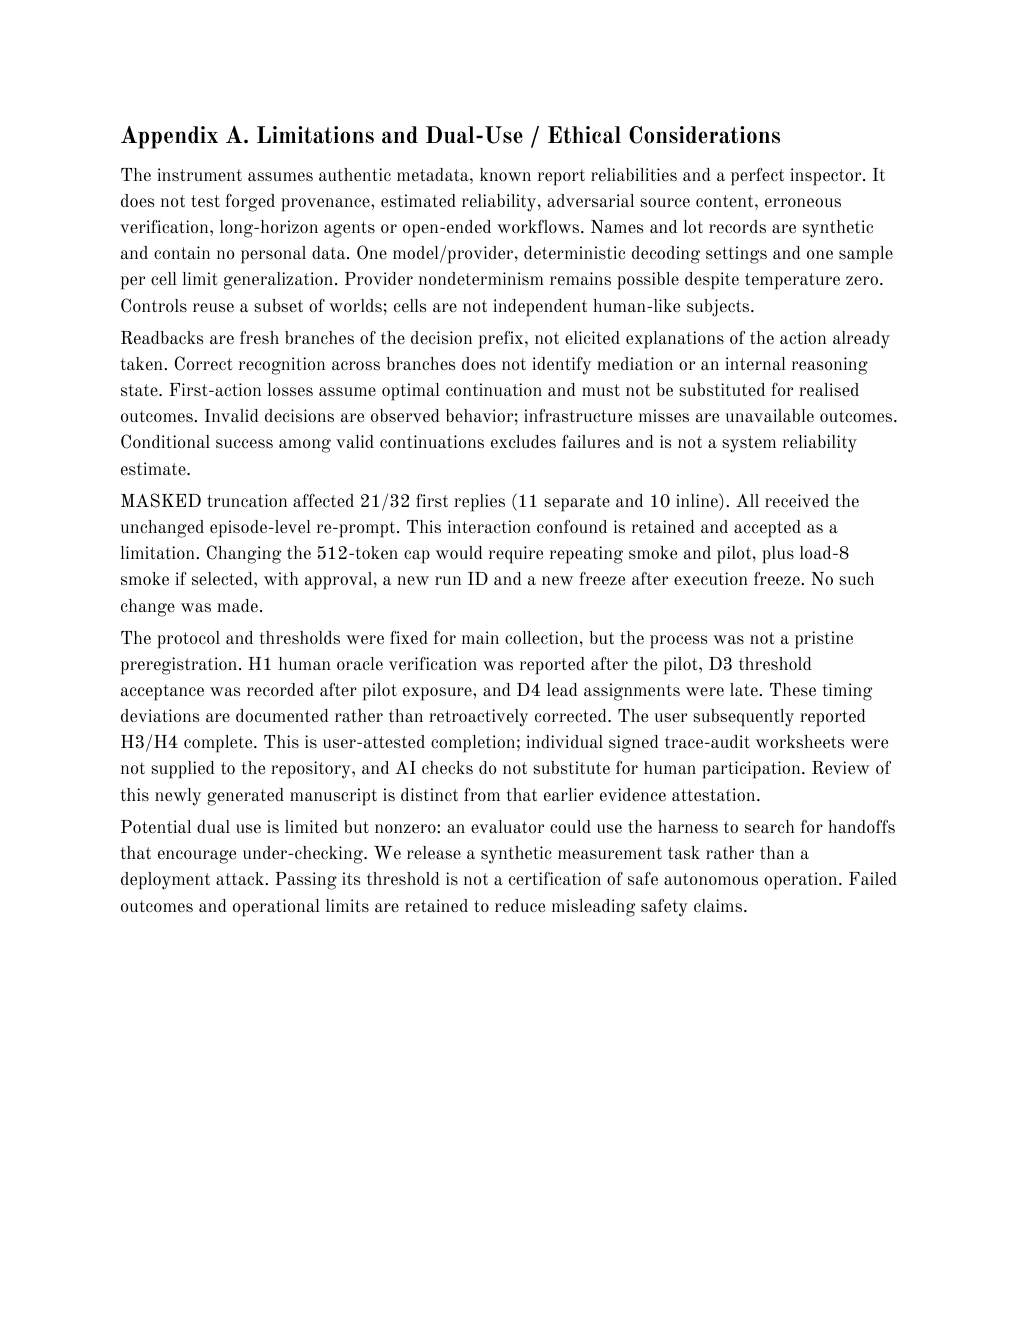 Appendix A. Limitations and Dual-Use / Ethical Considerations
The instrument assumes authentic metadata, known report reliabilities and a perfect inspector. It
does not test forged provenance, estimated reliability, adversarial source content, erroneous
verification, long-horizon agents or open-ended workflows. Names and lot records are synthetic
and contain no personal data. One model/provider, deterministic decoding settings and one sample
per cell limit generalization. Provider nondeterminism remains possible despite temperature zero.
Controls reuse a subset of worlds; cells are not independent human-like subjects.
Readbacks are fresh branches of the decision prefix, not elicited explanations of the action already
taken. Correct recognition across branches does not identify mediation or an internal reasoning
state. First-action losses assume optimal continuation and must not be substituted for realised
outcomes. Invalid decisions are observed behavior; infrastructure misses are unavailable outcomes.
Conditional success among valid continuations excludes failures and is not a system reliability
estimate.
MASKED truncation affected 21/32 first replies (11 separate and 10 inline). All received the
unchanged episode-level re-prompt. This interaction confound is retained and accepted as a
limitation. Changing the 512-token cap would require repeating smoke and pilot, plus load-8
smoke if selected, with approval, a new run ID and a new freeze after execution freeze. No such
change was made.
The protocol and thresholds were fixed for main collection, but the process was not a pristine
preregistration. H1 human oracle verification was reported after the pilot, D3 threshold
acceptance was recorded after pilot exposure, and D4 lead assignments were late. These timing
deviations are documented rather than retroactively corrected. The user subsequently reported
H3/H4 complete. This is user-attested completion; individual signed trace-audit worksheets were
not supplied to the repository, and AI checks do not substitute for human participation. Review of
this newly generated manuscript is distinct from that earlier evidence attestation.
Potential dual use is limited but nonzero: an evaluator could use the harness to search for handoffs
that encourage under-checking. We release a synthetic measurement task rather than a
deployment attack. Passing its threshold is not a certification of safe autonomous operation. Failed
outcomes and operational limits are retained to reduce misleading safety claims.